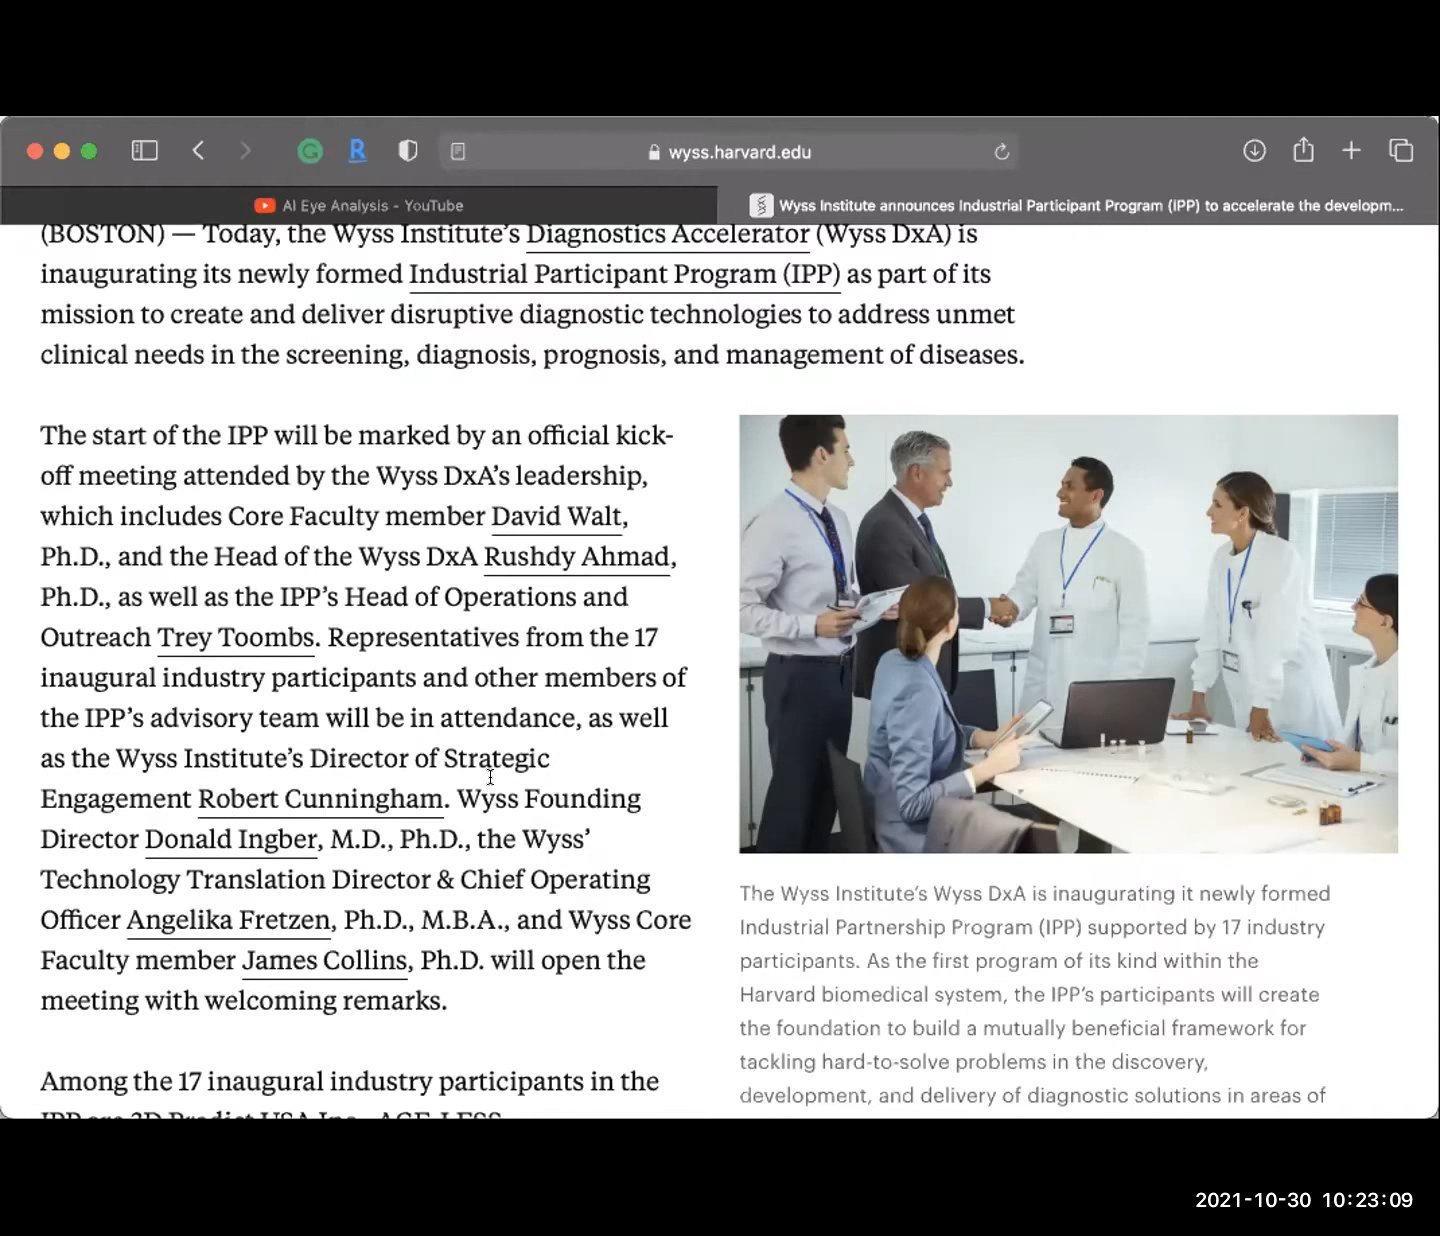 wyss.harvard.edu
AI Eye Analysis - YouTube
Wyss Institute announces Industrial Participant Program (IPP) to accelerate the developm...
(BOSTON) — Today, the Wyss Institute’s Diagnostics Accelerator (Wyss DxA) is
inaugurating its newly formed Industrial Participant Program (IPP) as part of its
mission to create and deliver disruptive diagnostic technologies to address unmet
clinical needs in the screening, diagnosis, prognosis, and management of diseases.
The start of the IPP will be marked by an official kick-
off meeting attended by the Wyss DxA’s leadership,
which includes Core Faculty member David Walt,
Ph.D., and the Head of the Wyss DxA Rushdy Ahmad,
Ph.D., as well as the IPP’s Head of Operations and
Outreach Trey Toombs. Representatives from the 17
inaugural industry participants and other members of
the IPP’s advisory team will be in attendance, as well
as the Wyss Institute’s Director of Strategic
Engagement Robert Cunningham. Wyss Founding
Director Donald Ingber, M.D., Ph.D., the Wyss’
Technology Translation Director & Chief Operating
Officer Angelika Fretzen, Ph.D., M.B.A., and Wyss Core
Faculty member James Collins, Ph.D. will open the
meeting with welcoming remarks.
Among the 17 inaugural industry participants in the
IPP are 3D Predict USA Inc., AGE-LESS
The Wyss Institute’s Wyss DxA is inaugurating it newly formed
Industrial Partnership Program (IPP) supported by 17 industry
participants. As the first program of its kind within the
Harvard biomedical system, the IPP’s participants will create
the foundation to build a mutually beneficial framework for
tackling hard-to-solve problems in the discovery,
development, and delivery of diagnostic solutions in areas of
2021-10-30 10:23:09